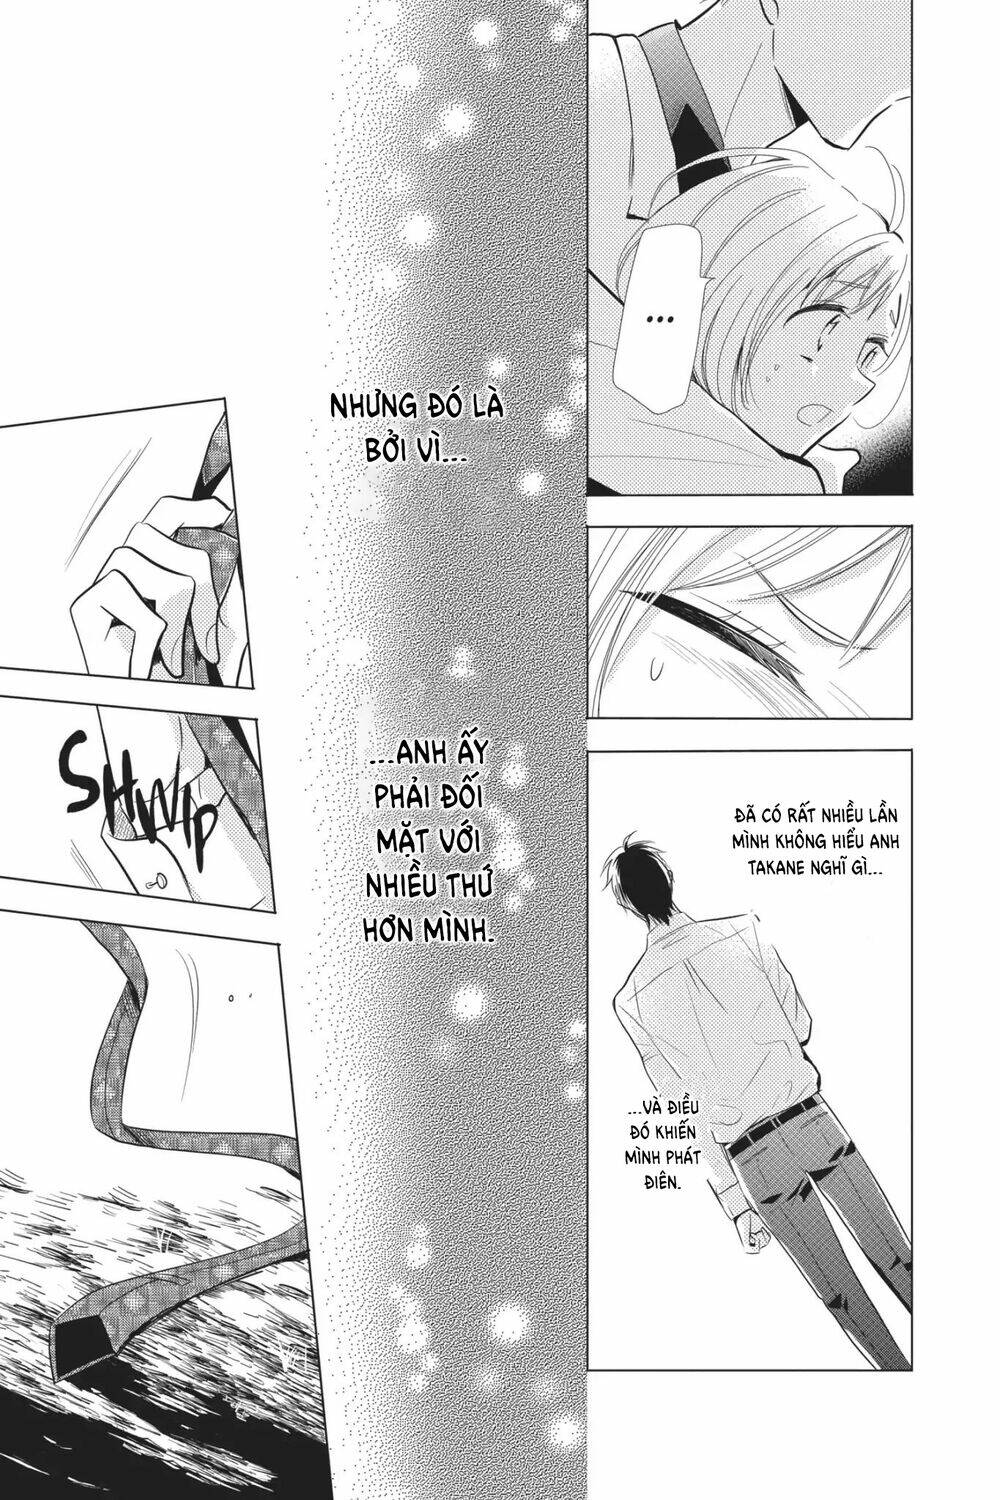 ...
ĐÃ CÓ RẤT NHIỀU LẦN
MÌNH KHÔNG HIỂU ANH
TAKANE NGHĨ GÌ...
...VÀ ĐIỀU
ĐÓ KHIẾN
MÌNH PHÁT
ĐIÊN.
NHƯNG ĐÓ LÀ
BỞI VÌ...
...ANH ẤY
PHẢI ĐỐI
MẶT VỚI
NHIỀU THỨ
HƠN MÌNH.
SHWIP